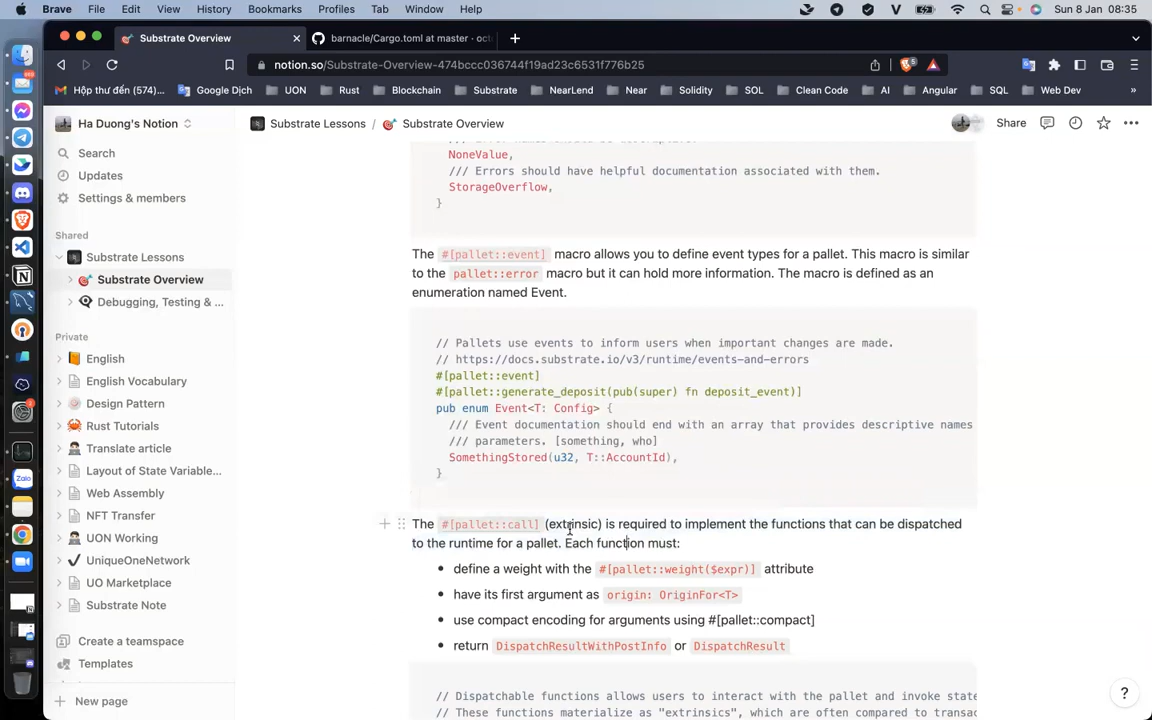 Brave File Edit View History Bookmarks Profiles Tab Window Help Sun 8 Jan 08:35
Substrate Overview
barnacle/Cargo.toml at master · oct
notion.so/Substrate-Overview-474bccc036744f19ad23c6531f776b25
Hộp thư đến (574)... Google Dịch UON Rust Blockchain Substrate NearLend Near Solidity SOL Clean Code AI Angular SQL Web Dev »
Ha Duong's Notion
Substrate Lessons / Substrate Overview
Share
Search
Updates
Settings & members
Shared
Substrate Lessons
Substrate Overview
Debugging, Testing & ...
Private
English
English Vocabulary
Design Pattern
Rust Tutorials
Translate article
Layout of State Variable...
Web Assembly
NFT Transfer
UON Working
UniqueOneNetwork
UO Marketplace
Substrate Note
Create a teamspace
Templates
New page
NoneValue,
/// Errors should have helpful documentation associated with them.
StorageOverflow,
}
The #[pallet::event] macro allows you to define event types for a pallet. This macro is similar
to the pallet::error macro but it can hold more information. The macro is defined as an
enumeration named Event.
// Pallets use events to inform users when important changes are made.
// https://docs.substrate.io/v3/runtime/events-and-errors
#[pallet::event]
#[pallet::generate_deposit(pub(super) fn deposit_event)]
pub enum Event<T: Config> {
/// Event documentation should end with an array that provides descriptive names
/// parameters. [something, who]
SomethingStored(u32, T::AccountId),
}
The #[pallet::call] (extrinsic) is required to implement the functions that can be dispatched
to the runtime for a pallet. Each function must:
• define a weight with the #[pallet::weight($expr)] attribute
• have its first argument as origin: OriginFor<T>
• use compact encoding for arguments using #[pallet::compact]
• return DispatchResultWithPostInfo or DispatchResult
// Dispatchable functions allows users to interact with the pallet and invoke state
// These functions materialize as "extrinsics", which are often compared to transac
?